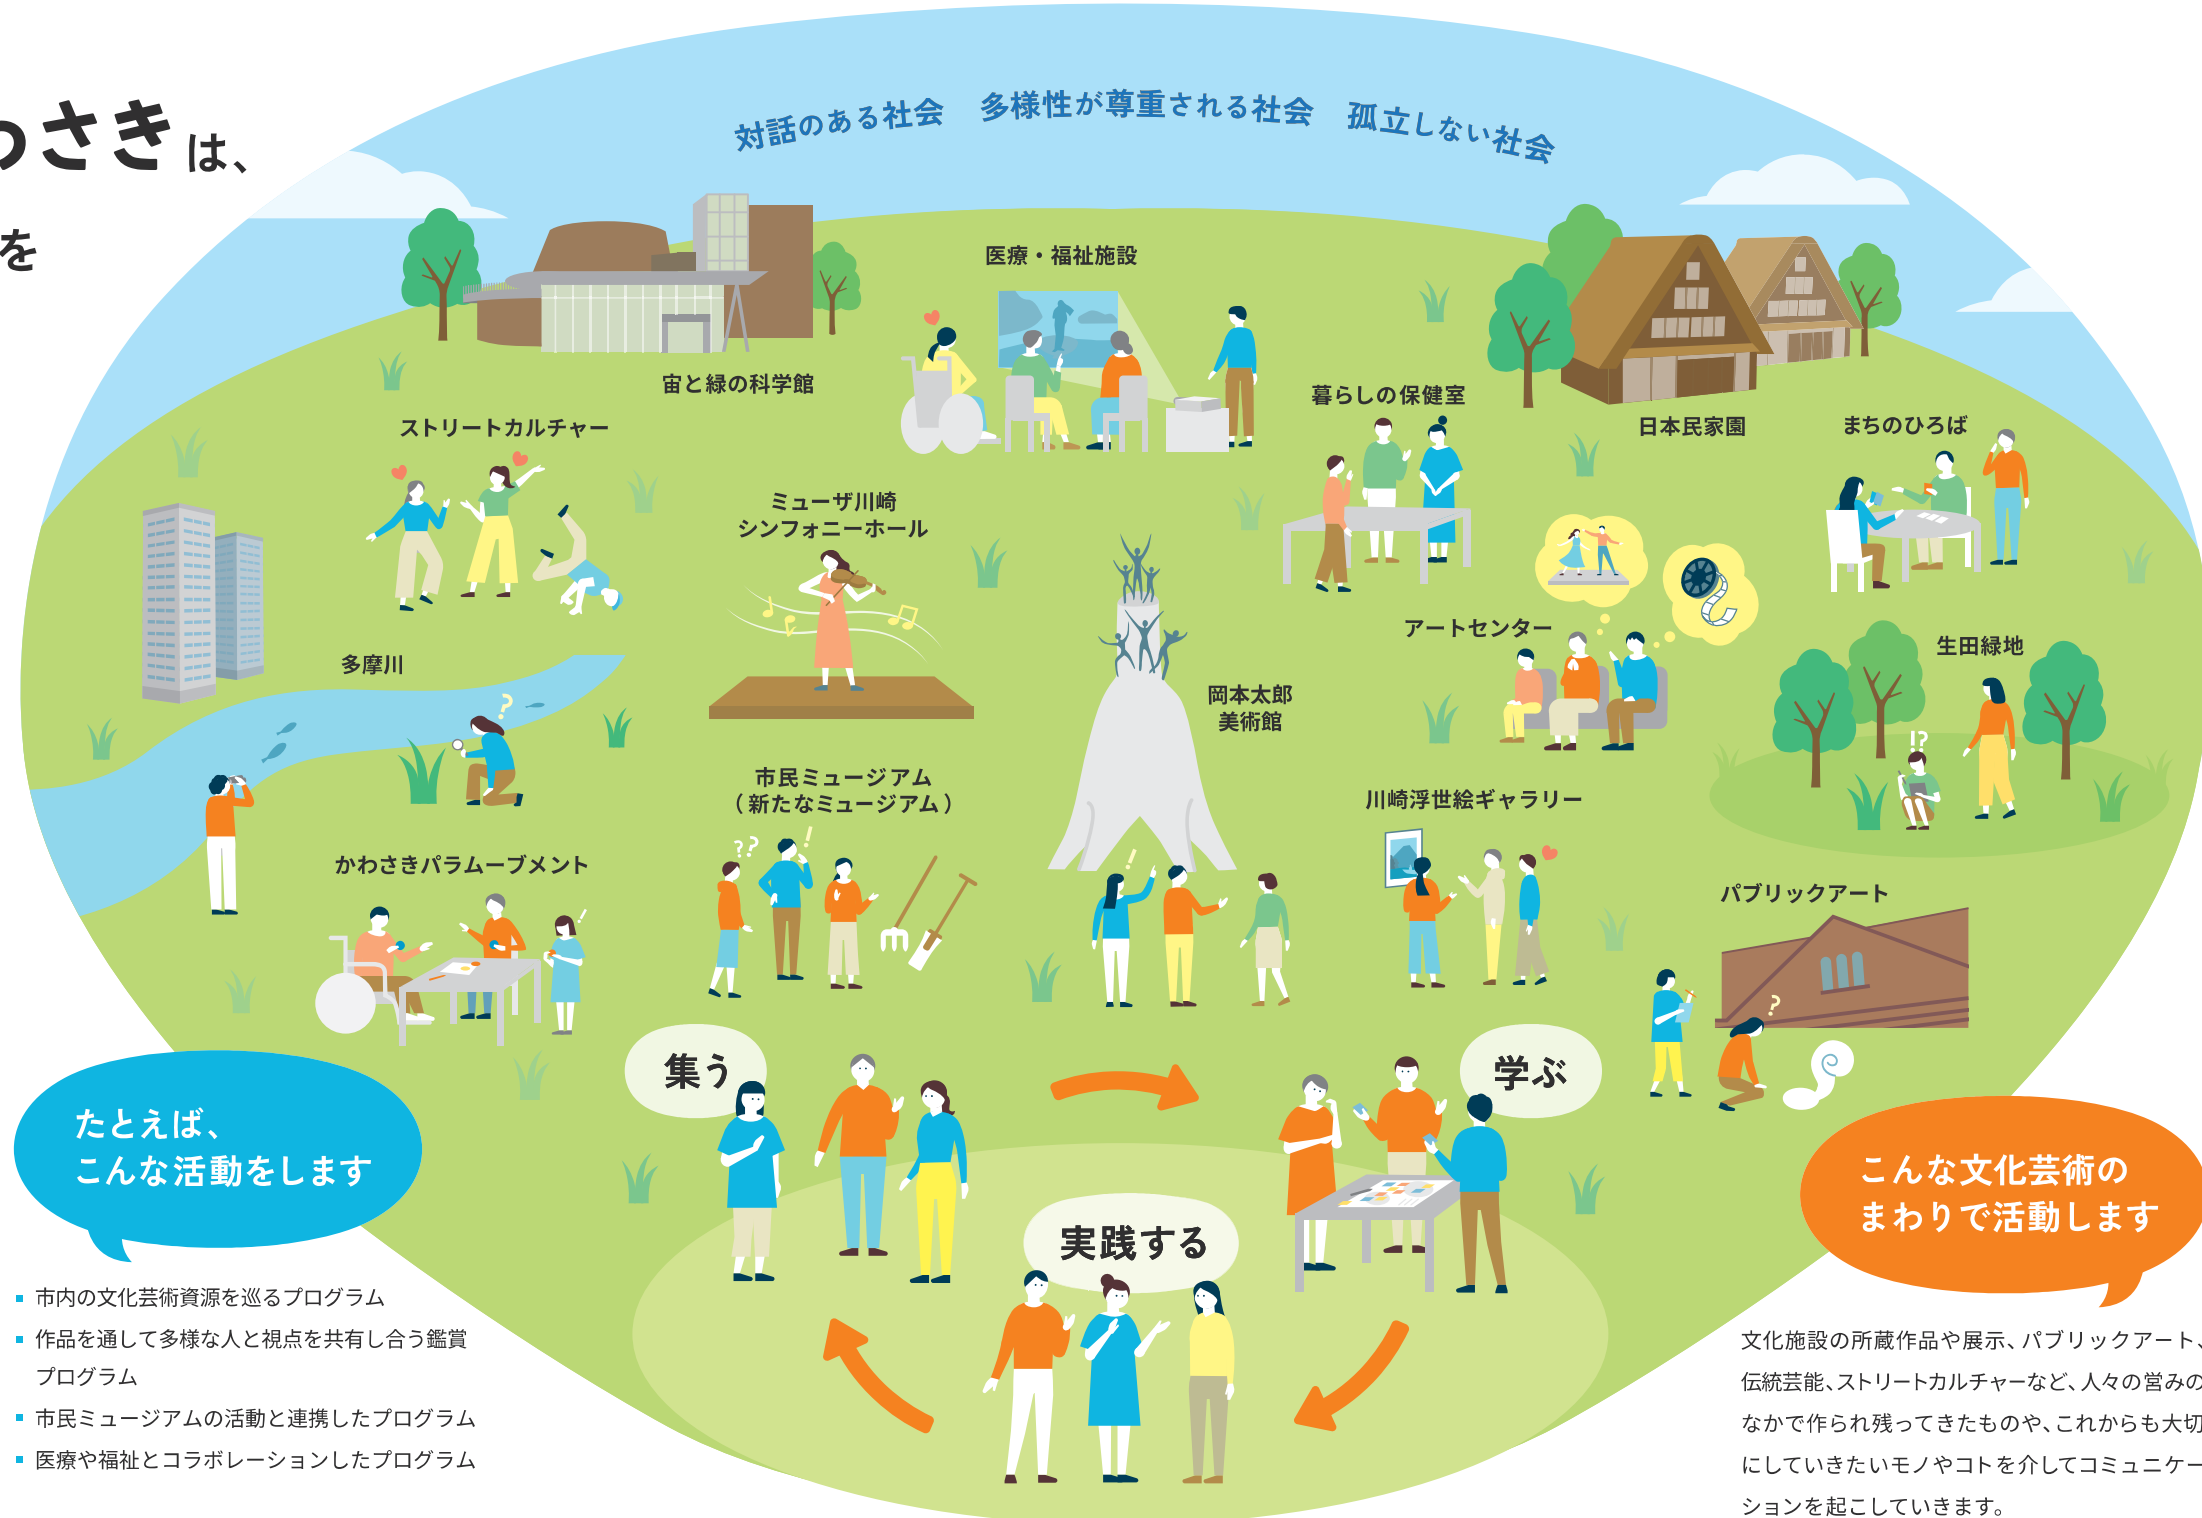 わさきは、
を
対話のある社会　多様性が尊重される社会　孤立しない社会
医療・福祉施設
宙と緑の科学館
暮らしの保健室
日本民家園
まちのひろば
ストリートカルチャー
ミューザ川崎
シンフォニーホール
アートセンター
生田緑地
多摩川
岡本太郎
美術館
市民ミュージアム
（新たなミュージアム）
川崎浮世絵ギャラリー
かわさきパラムーブメント
パブリックアート
集う
学ぶ
実践する
たとえば、
こんな活動をします
市内の文化芸術資源を巡るプログラム
作品を通して多様な人と視点を共有し合う鑑賞
プログラム
市民ミュージアムの活動と連携したプログラム
医療や福祉とコラボレーションしたプログラム
こんな文化芸術の
まわりで活動します
文化施設の所蔵作品や展示、パブリックアート、
伝統芸能、ストリートカルチャーなど、人々の営みの
なかで作られ残ってきたものや、これからも大切
にしていきたいモノやコトを介してコミュニケー
ションを起こしていきます。